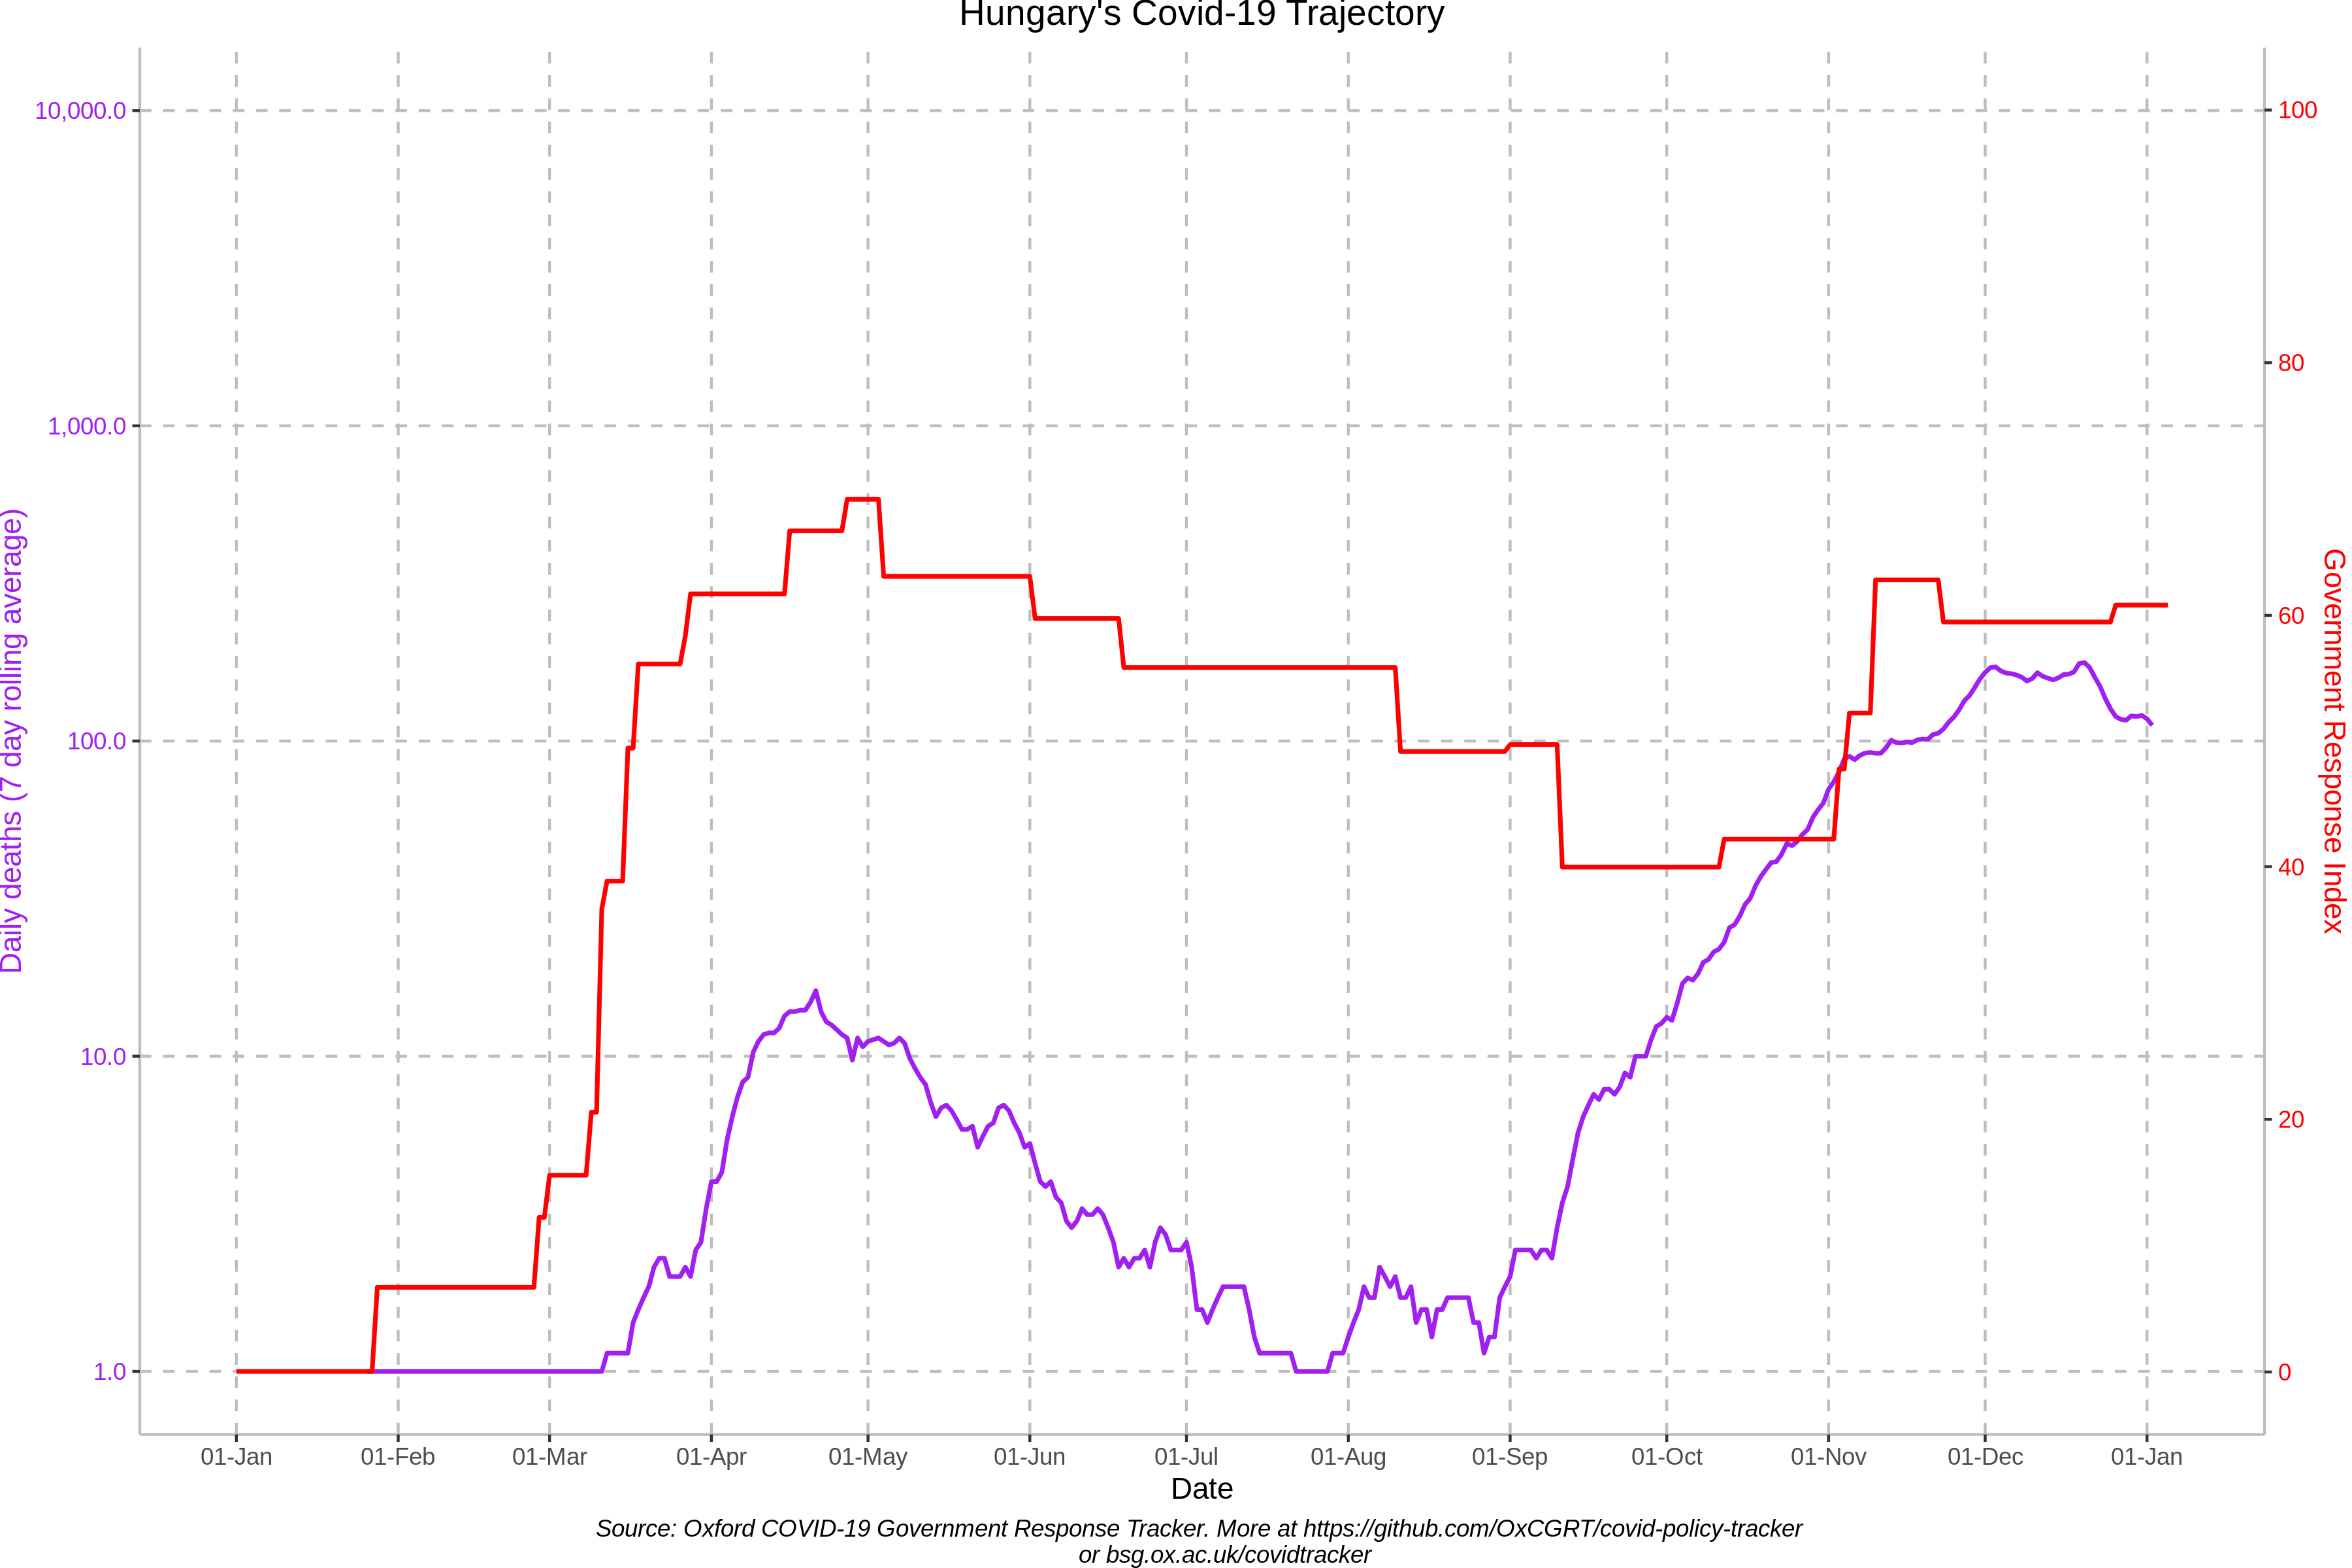 Hungary's Covid-19 Trajectory
10,000.0
1,000.0
100.0
10.0
1.0
Daily deaths (7 day rolling average)
100
80
60
40
20
0
Government Response Index
01-Jan 01-Feb 01-Mar 01-Apr 01-May 01-Jun 01-Jul 01-Aug 01-Sep 01-Oct 01-Nov 01-Dec 01-Jan
Date
Source: Oxford COVID-19 Government Response Tracker. More at https://github.com/OxCGRT/covid-policy-tracker
or bsg.ox.ac.uk/covidtracker